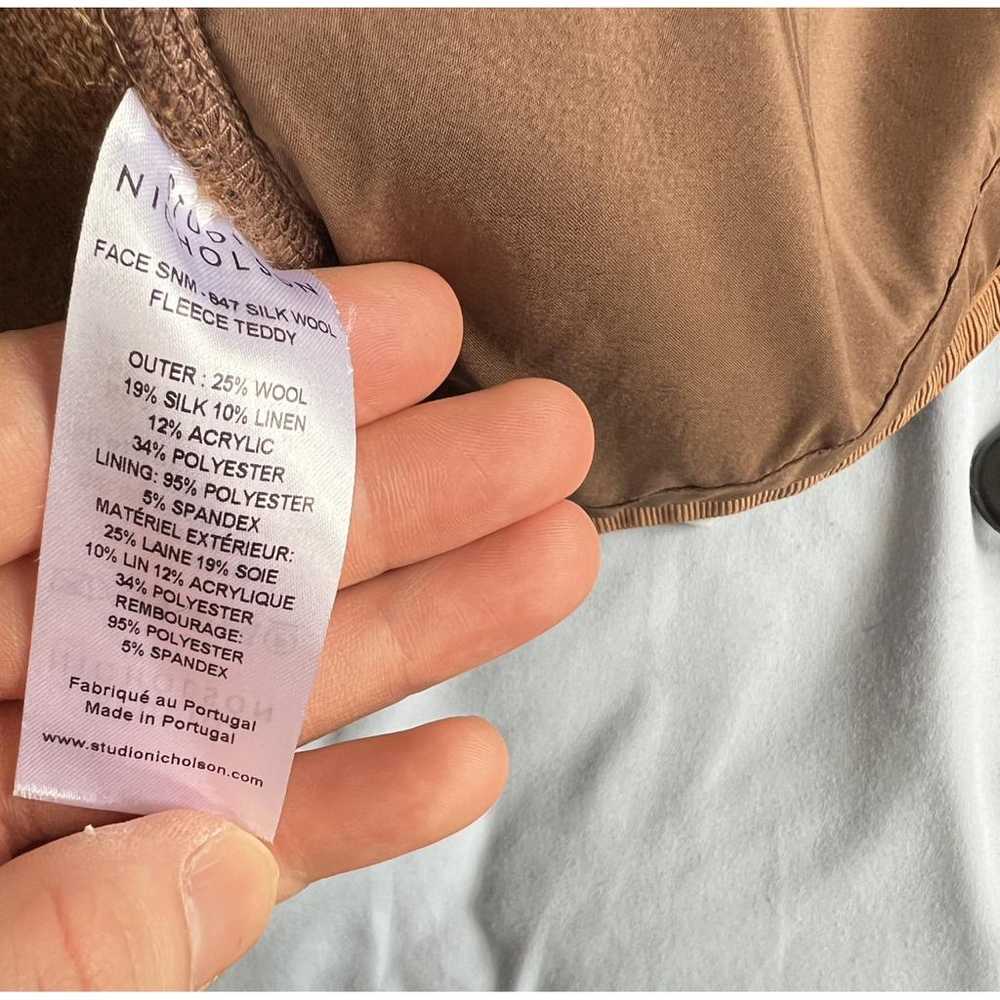 STUDIO
NICHOLSON
FACE SNM - 847 SILK WOOL
FLEECE TEDDY
OUTER : 25% WOOL
19% SILK 10% LINEN
12% ACRYLIC
34% POLYESTER
LINING: 95% POLYESTER
5% SPANDEX
MATÉRIEL EXTÉRIEUR:
25% LAINE 19% SOIE
10% LIN 12% ACRYLIQUE
34% POLYESTER
REMBOURAGE:
95% POLYESTER
5% SPANDEX
Fabriqué au Portugal
Made in Portugal
www.studionicholson.com